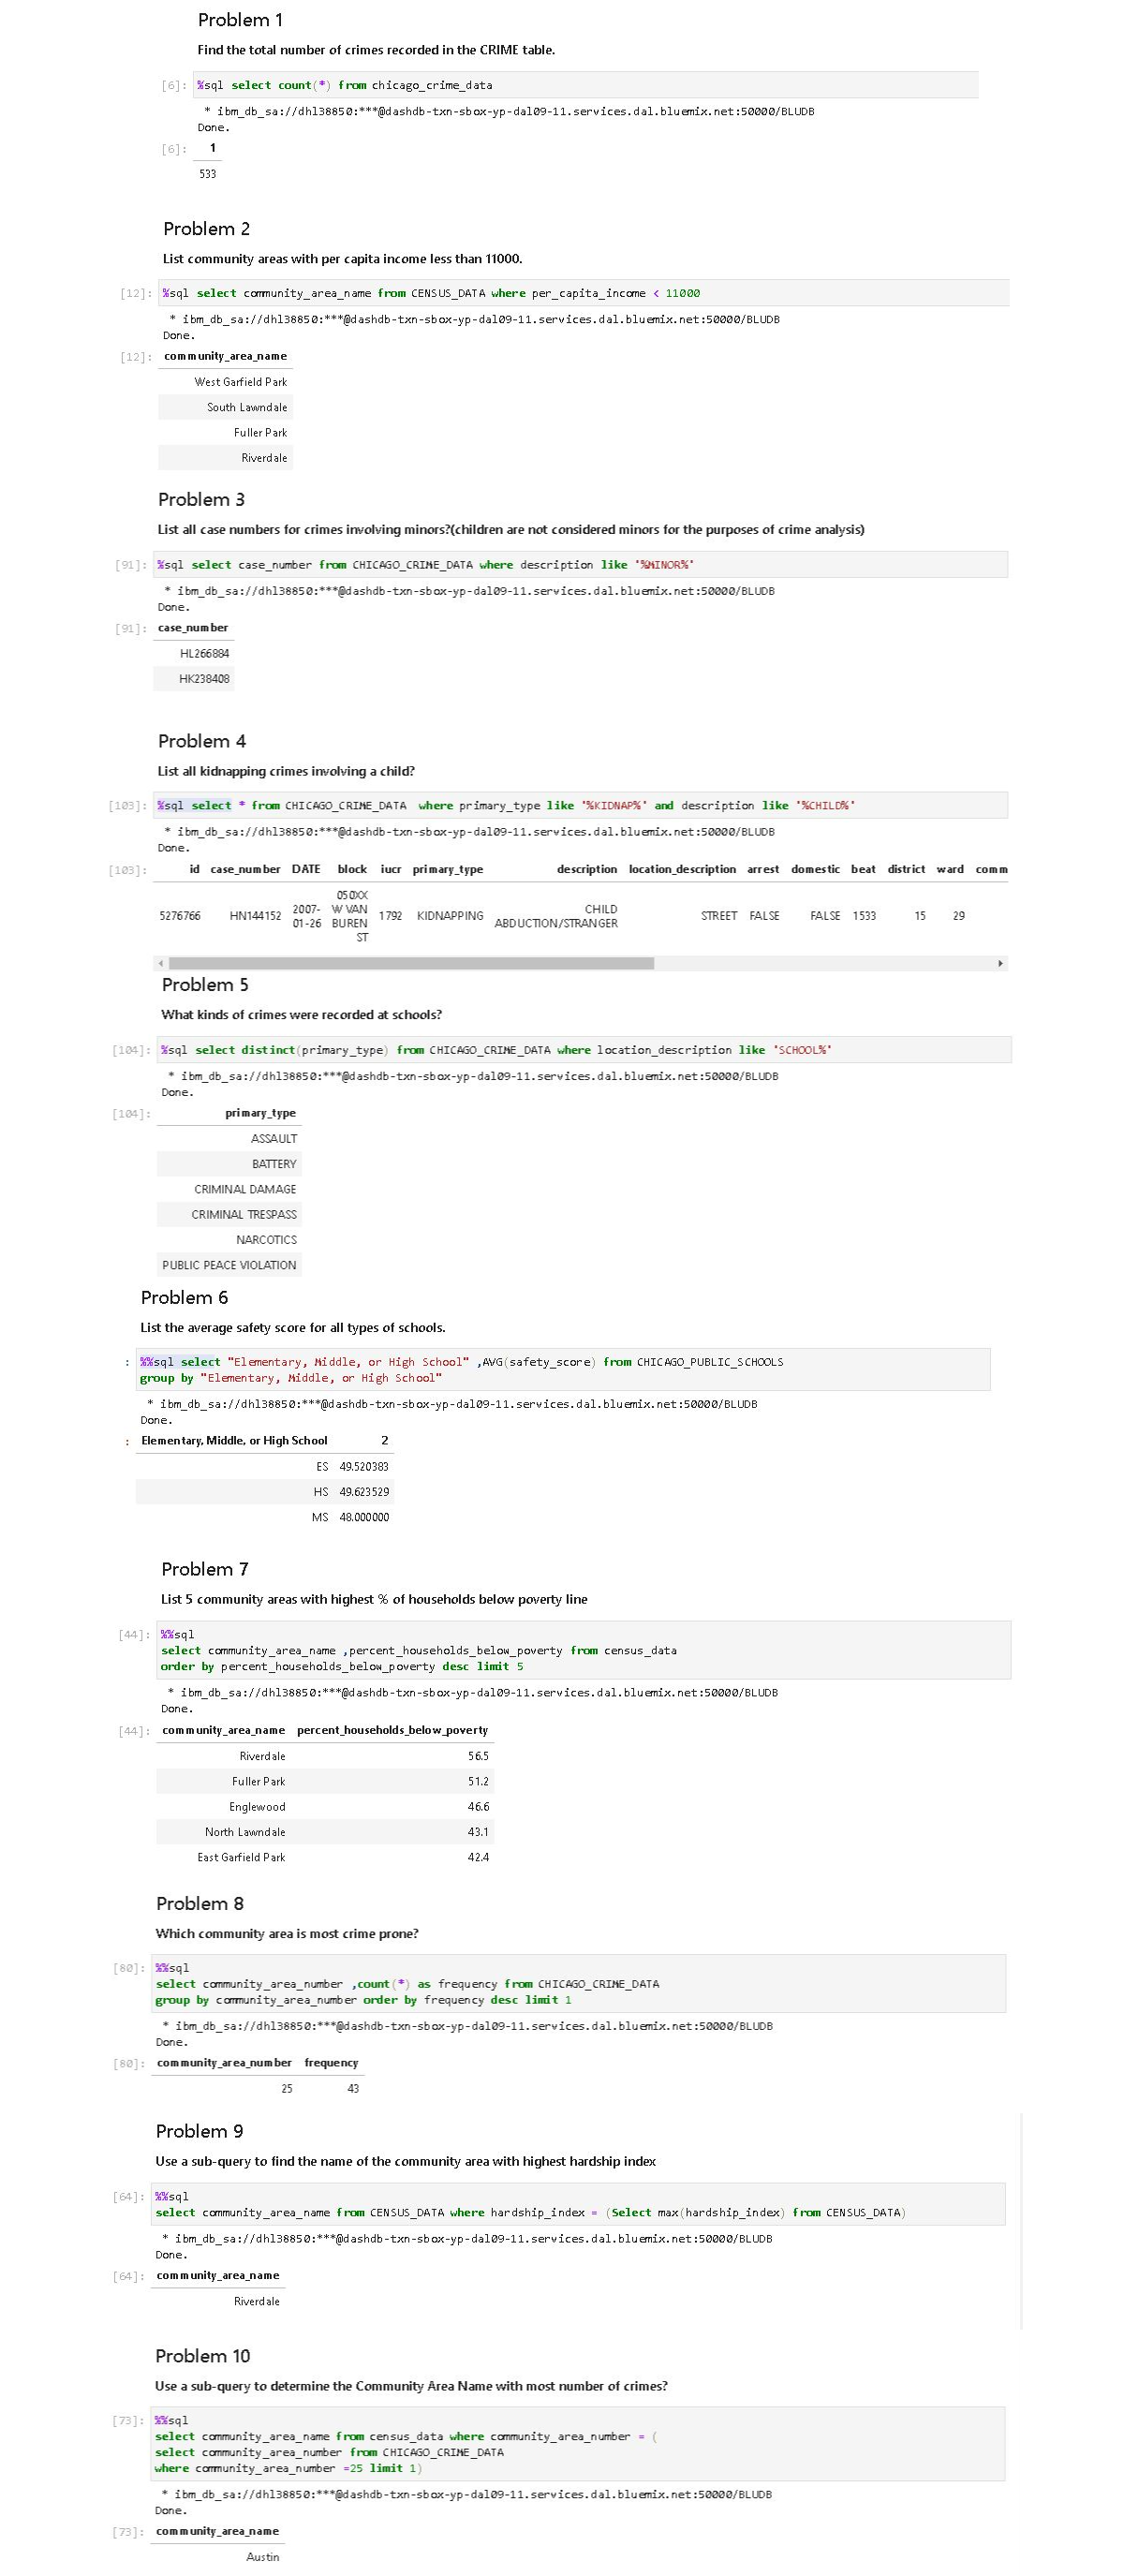 Problem 1
Find the total number of crimes recorded in the CRIME table.
[6]: %sql select count(*) from chicago_crime_data
* ibm_db_sa://dhl38850:***@dashdb-txn-sbox-yp-dal09-11.services.dal.bluemix.net:50000/BLUDB
Done.
[6]: 1
533
Problem 2
List community areas with per capita income less than 11000.
[12]: %sql select community_area_name from CENSUS_DATA where per_capita_income < 11000
* ibm_db_sa://dhl38850:***@dashdb-txn-sbox-yp-dal09-11.services.dal.bluemix.net:50000/BLUDB
Done.
[12]: community_area_name
West Garfield Park
South Lawndale
Fuller Park
Riverdale
Problem 3
List all case numbers for crimes involving minors?(children are not considered minors for the purposes of crime analysis)
[91]: %sql select case_number from CHICAGO_CRIME_DATA where description like '%MINOR%'
* ibm_db_sa://dhl38850:***@dashdb-txn-sbox-yp-dal09-11.services.dal.bluemix.net:50000/BLUDB
Done.
[91]: case_number
HL266884
HK238408
Problem 4
List all kidnapping crimes involving a child?
[103]: %sql select * from CHICAGO_CRIME_DATA  where primary_type like '%KIDNAP%' and description like '%CHILD%'
* ibm_db_sa://dhl38850:***@dashdb-txn-sbox-yp-dal09-11.services.dal.bluemix.net:50000/BLUDB
Done.
[103]: id case_number DATE block iucr primary_type description location_description arrest domestic beat district ward comm
5276766 HN144152 2007-01-26 050XX W VAN BUREN ST 1792 KIDNAPPING CHILD ABDUCTION/STRANGER STREET FALSE FALSE 1533 15 29
Problem 5
What kinds of crimes were recorded at schools?
[104]: %sql select distinct(primary_type) from CHICAGO_CRIME_DATA where location_description like 'SCHOOL%'
* ibm_db_sa://dhl38850:***@dashdb-txn-sbox-yp-dal09-11.services.dal.bluemix.net:50000/BLUDB
Done.
[104]: primary_type
ASSAULT
BATTERY
CRIMINAL DAMAGE
CRIMINAL TRESPASS
NARCOTICS
PUBLIC PEACE VIOLATION
Problem 6
List the average safety score for all types of schools.
: %%sql select "Elementary, Middle, or High School" ,AVG(safety_score) from CHICAGO_PUBLIC_SCHOOLS
group by "Elementary, Middle, or High School"
* ibm_db_sa://dhl38850:***@dashdb-txn-sbox-yp-dal09-11.services.dal.bluemix.net:50000/BLUDB
Done.
: Elementary, Middle, or High School 2
ES 49.520383
HS 49.623529
MS 48.000000
Problem 7
List 5 community areas with highest % of households below poverty line
[44]: %%sql
select community_area_name ,percent_households_below_poverty from census_data
order by percent_households_below_poverty desc limit 5
* ibm_db_sa://dhl38850:***@dashdb-txn-sbox-yp-dal09-11.services.dal.bluemix.net:50000/BLUDB
Done.
[44]: community_area_name percent_households_below_poverty
Riverdale 56.5
Fuller Park 51.2
Englewood 46.6
North Lawndale 43.1
East Garfield Park 42.4
Problem 8
Which community area is most crime prone?
[80]: %%sql
select community_area_number ,count(*) as frequency from CHICAGO_CRIME_DATA
group by community_area_number order by frequency desc limit 1
* ibm_db_sa://dhl38850:***@dashdb-txn-sbox-yp-dal09-11.services.dal.bluemix.net:50000/BLUDB
Done.
[80]: community_area_number frequency
25 43
Problem 9
Use a sub-query to find the name of the community area with highest hardship index
[64]: %%sql
select community_area_name from CENSUS_DATA where hardship_index = (Select max(hardship_index) from CENSUS_DATA)
* ibm_db_sa://dhl38850:***@dashdb-txn-sbox-yp-dal09-11.services.dal.bluemix.net:50000/BLUDB
Done.
[64]: community_area_name
Riverdale
Problem 10
Use a sub-query to determine the Community Area Name with most number of crimes?
[73]: %%sql
select community_area_name from census_data where community_area_number = (
select community_area_number from CHICAGO_CRIME_DATA
where community_area_number =25 limit 1)
* ibm_db_sa://dhl38850:***@dashdb-txn-sbox-yp-dal09-11.services.dal.bluemix.net:50000/BLUDB
Done.
[73]: community_area_name
Austin